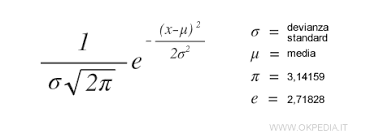 1 / σ√2π e^-(x-μ)² / 2σ²
σ = devianza standard
μ = media
π = 3,14159
e = 2,71828
WWW.OKPEDIA.IT